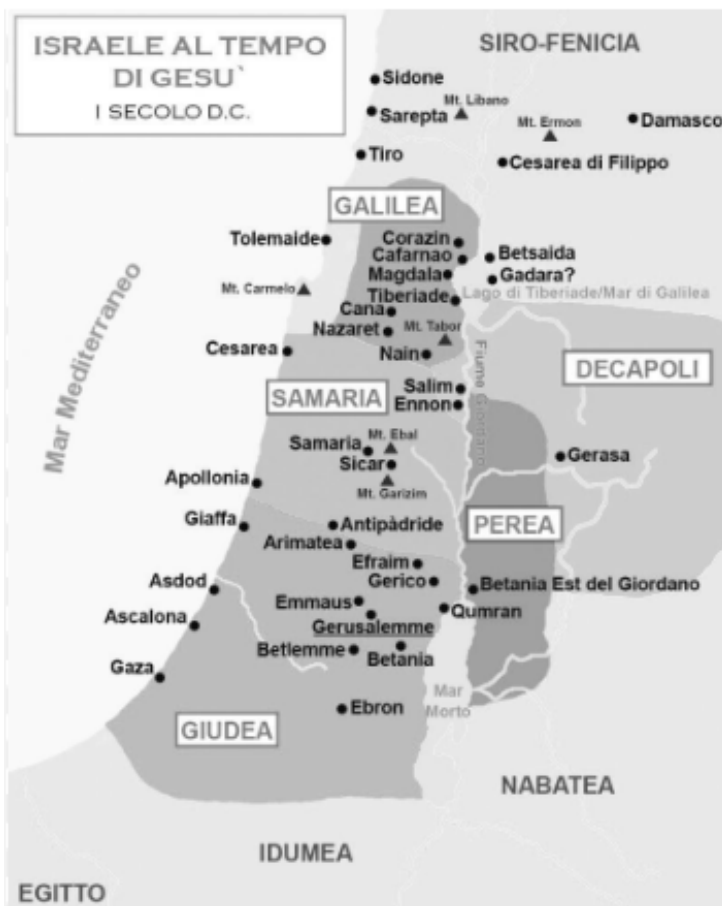 ISRAELE AL TEMPO
DI GESU`
I SECOLO D.C.
SIRO-FENICIA
Sidone
Mt. Libano
Sarepta
Mt. Ermon
Damasco
Tiro
Cesarea di Filippo
GALILEA
Tolemaide
Corazin
Cafarnao
Betsaida
Magdala
Gadara?
Mt. Carmelo
Tiberiade
Lago di Tiberiade/Mar di Galilea
Cana
Nazaret
Mt. Tabor
Cesarea
Nain
Mar Mediterraneo
Fiume Giordano
DECAPOLI
Salim
SAMARIA
Ennon
Samaria
Mt. Ebal
Sicar
Gerasa
Apollonia
Mt. Garizim
Giaffa
Antipàdride
PEREA
Arimatea
Efraim
Gerico
Asdod
Betania Est del Giordano
Emmaus
Qumran
Ascalona
Gerusalemme
Betlemme
Betania
Gaza
Mar
Morto
Ebron
GIUDEA
NABATEA
IDUMEA
EGITTO